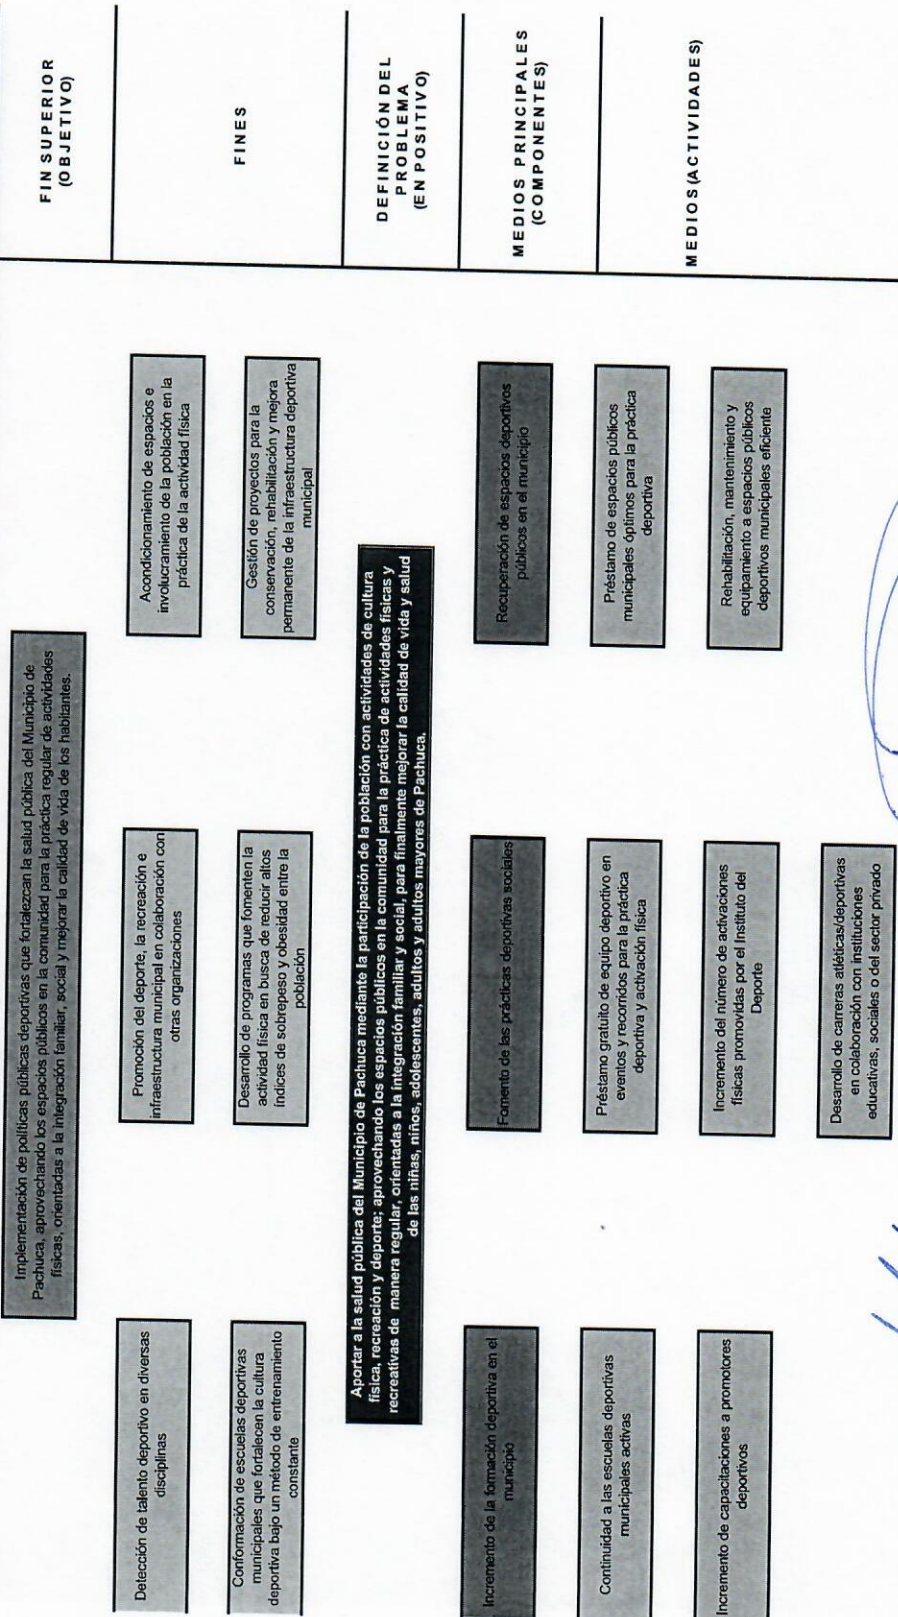 Implementación de políticas públicas deportivas que fortalezcan la salud pública del Municipio de
Pachuca, aprovechando los espacios públicos en la comunidad para la práctica regular de actividades
físicas, orientadas a la integración familiar, social y mejorar la calidad de vida de los habitantes.
FIN SUPERIOR
(OBJETIVO)
Detección de talento deportivo en diversas
disciplinas
Promoción del deporte, la recreación e
infraestructura municipal en colaboración con
otras organizaciones
Acondicionamiento de espacios e
involucramiento de la población en la
práctica de la actividad física
FINES
Conformación de escuelas deportivas
municipales que fortalecen la cultura
deportiva bajo un método de entrenamiento
constante
Desarrollo de programas que fomenten la
actividad física en busca de reducir altos
índices de sobrepeso y obesidad entre la
población
Gestión de proyectos para la
conservación, rehabilitación y mejora
permanente de la infraestructura deportiva
municipal
Aportar a la salud pública del Municipio de Pachuca mediante la participación de la población con actividades de cultura
física, recreación y deporte; aprovechando los espacios públicos en la comunidad para la práctica de actividades físicas y
recreativas de manera regular, orientadas a la integración familiar y social, para finalmente mejorar la calidad de vida y salud
de las niñas, niños, adolescentes, adultos y adultos mayores de Pachuca.
DEFINICIÓN DEL
PROBLEMA
(EN POSITIVO)
Incremento de la formación deportiva en el
municipio
Fomento de las prácticas deportivas sociales
Recuperación de espacios deportivos
públicos en el municipio
MEDIOS PRINCIPALES
(COMPONENTES)
Continuidad a las escuelas deportivas
municipales activas
Préstamo gratuito de equipo deportivo en
eventos y recorridos para la práctica
deportiva y activación física
Préstamo de espacios públicos
municipales óptimos para la práctica
deportiva
MEDIOS (ACTIVIDADES)
Incremento de capacitaciones a promotores
deportivos
Incremento del número de activaciones
físicas promovidas por el Instituto del
Deporte
Rehabilitación, mantenimiento y
equipamiento a espacios públicos
deportivos municipales eficiente
Desarrollo de carreras atléticas/deportivas
en colaboración con instituciones
educativas, sociales o del sector privado